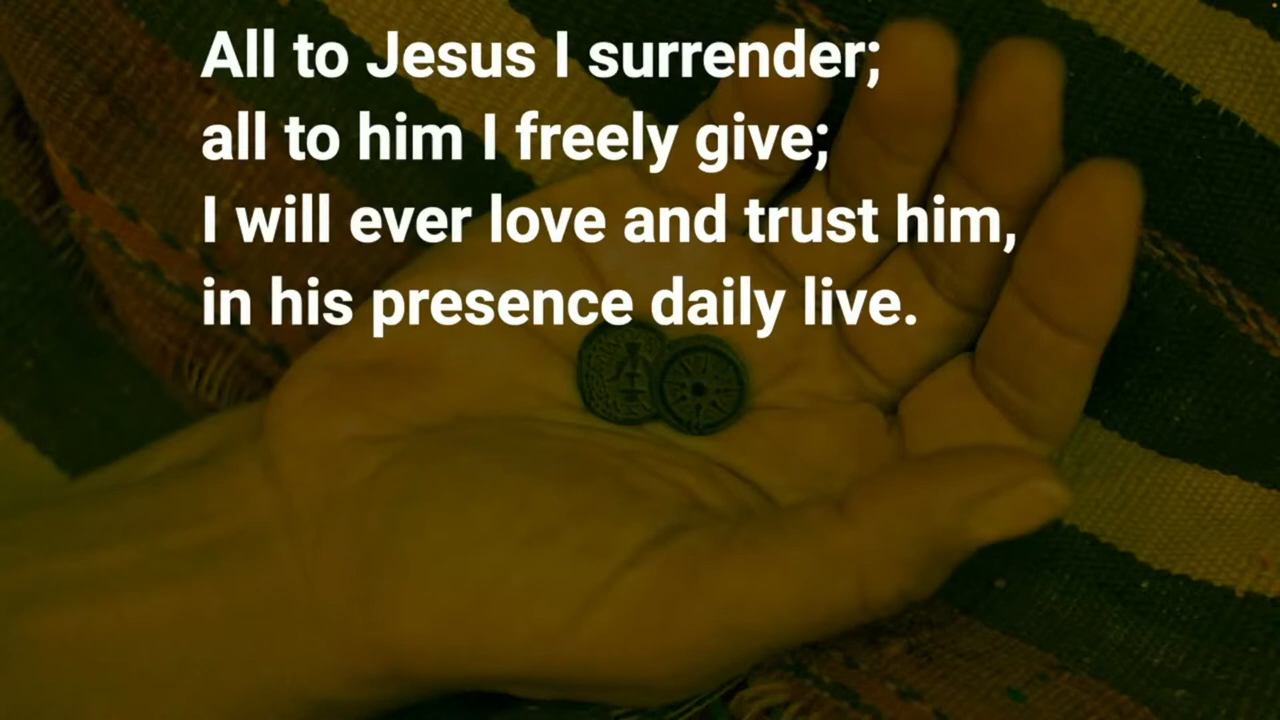 All to Jesus I surrender;
all to him I freely give;
I will ever love and trust him,
in his presence daily live.